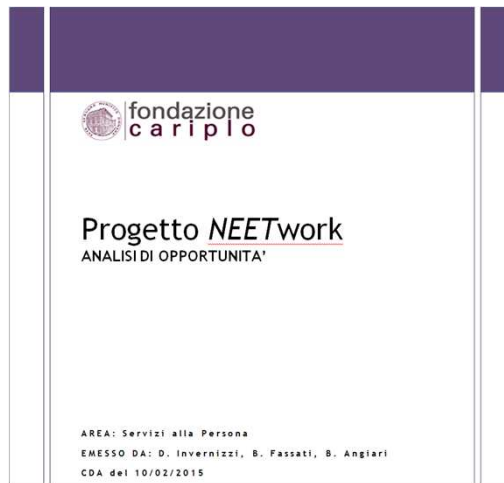 fondazione
cariplo
Progetto NEETwork
ANALISI DI OPPORTUNITA’
AREA: Servizi alla Persona
EMESSO DA: D. Invernizzi, B. Fassati, B. Angiari
CDA del 10/02/2015